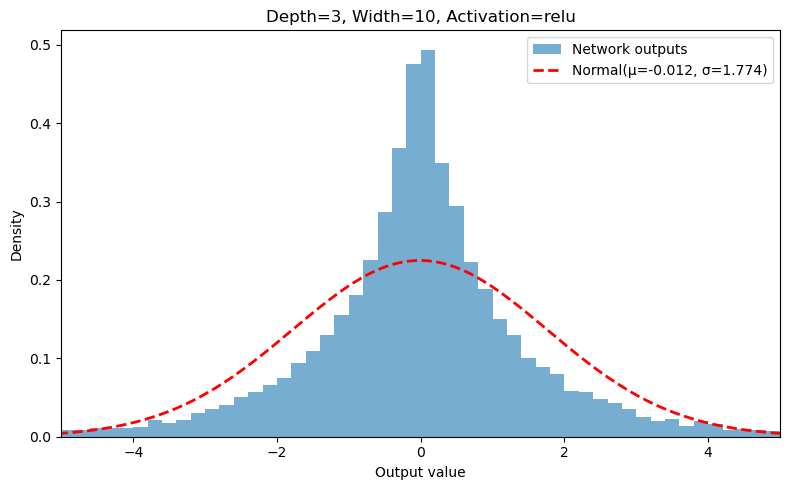 Depth=3, Width=10, Activation=relu
Network outputs
Normal(μ=-0.012, σ=1.774)
Density
0.5
0.4
0.3
0.2
0.1
0.0
−4
−2
0
2
4
Output value